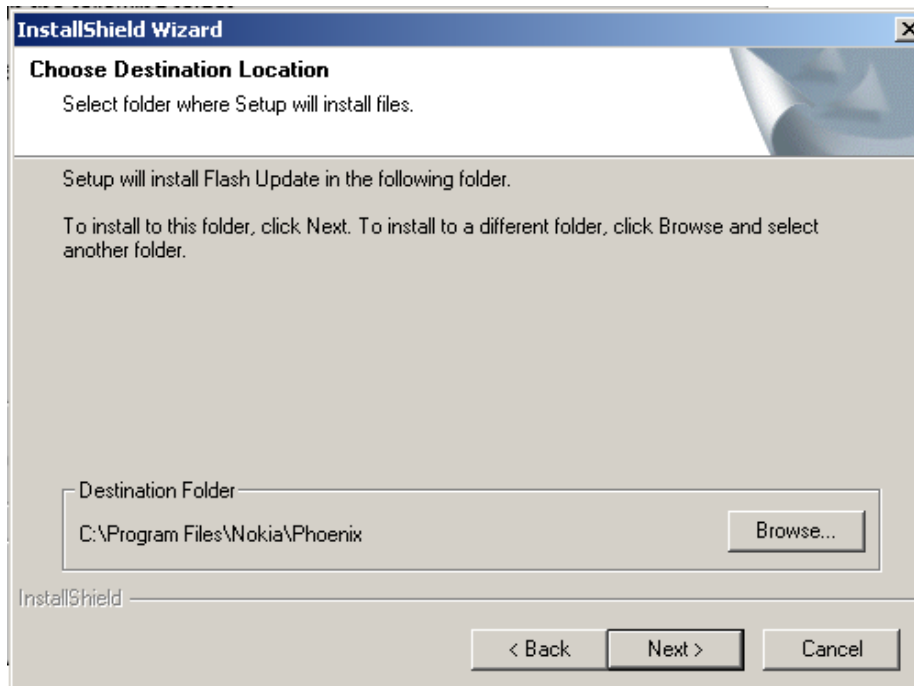 InstallShield Wizard
Choose Destination Location
Select folder where Setup will install files.
Setup will install Flash Update in the following folder.
To install to this folder, click Next. To install to a different folder, click Browse and select
another folder.
Destination Folder
C:\Program Files\Nokia\Phoenix
Browse...
InstallShield
< Back
Next >
Cancel